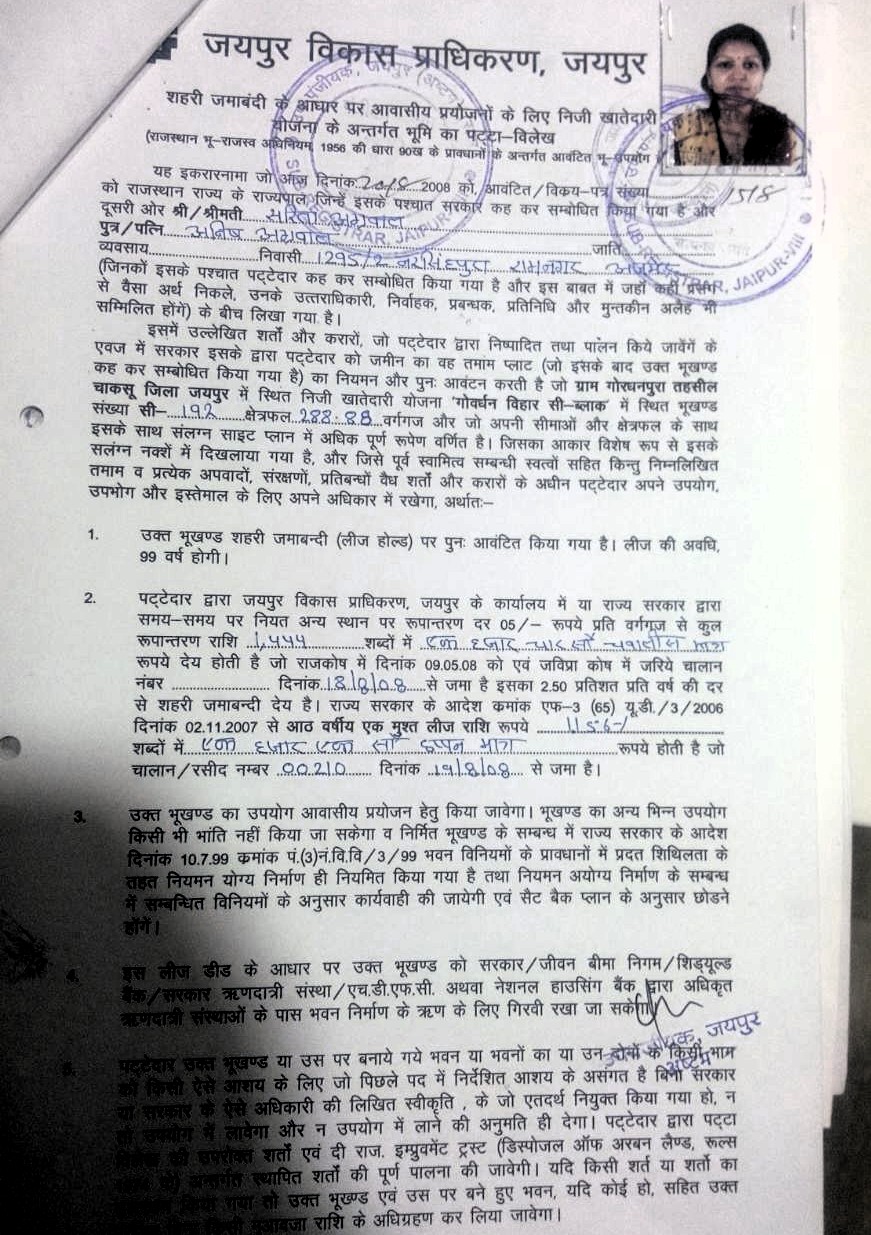 जयपुर विकास प्राधिकरण, जयपुर
शहरी जमाबंदी के आधार पर आवासीय प्रयोजनों के लिए निजी खातेदारी
योजना के अन्तर्गत भूमि का पट्टा-विलेख
(राजस्थान भू-राजस्व अधिनियम, 1956 की धारा 90ख के प्रावधानों के अन्तर्गत आवंटित भू-उपयोग
यह इकरारनामा जो आज दिनांक 20/8 2008 को, आवंटित/विक्रय-पत्र संख्या 1518
को राजस्थान राज्य के राज्यपाल जिन्हें इसके पश्चात सरकार कह कर सम्बोधित किया गया है और
दूसरी ओर श्री/श्रीमती सरिता अग्रवाल
पुत्र/पत्नि अनिष अग्रवाल जाति
व्यवसाय निवासी 1295/2 नरसिंहपुरा रामनगर अजमेर
(जिनकों इसके पश्चात पट्टेदार कह कर सम्बोधित किया गया है और इस बाबत में जहाँ कहीं प्रसंग
से वैसा अर्थ निकले, उनके उत्तराधिकारी, निर्वाहक, प्रबन्धक, प्रतिनिधि और मुन्तकीन अलैह भी
सम्मिलित होंगे) के बीच लिखा गया है।
इसमें उल्लेखित शर्तों और करारों, जो पट्टेदार द्वारा निष्पादित तथा पालन किये जावेंगें के
एवज में सरकार इसके द्वारा पट्टेदार को जमीन का वह तमाम प्लाट (जो इसके बाद उक्त भूखण्ड
कह कर सम्बोधित किया गया है) का नियमन और पुनः आवंटन करती है जो ग्राम गोरधनपुरा तहसील
चाकसू जिला जयपुर में स्थित निजी खातेदारी योजना 'गोवर्धन विहार सी-ब्लाक' में स्थित भूखण्ड
संख्या सी- 192 क्षेत्रफल 288.88 वर्गगज और जो अपनी सीमाओं और क्षेत्रफल के साथ
इसके साथ संलग्न साइट प्लान में अधिक पूर्ण रूपेण वर्णित है। जिसका आकार विशेष रूप से इसके
सलंग्न नक्शें में दिखलाया गया है, और जिसे पूर्व स्वामित्व सम्बन्धी स्वत्वों सहित किन्तु निम्नलिखित
तमाम व प्रत्येक अपवादों, संरक्षणों, प्रतिबन्धों वैध शर्तो और करारों के अधीन पट्टेदार अपने उपयोग,
उपभोग और इस्तेमाल के लिए अपने अधिकार में रखेगा, अर्थातः-
1. उक्त भूखण्ड शहरी जमाबन्दी (लीज होल्ड) पर पुनः आवंटित किया गया है। लीज की अवधि,
99 वर्ष होगी।
2. पट्टेदार द्वारा जयपुर विकास प्राधिकरण, जयपुर के कार्यालय में या राज्य सरकार द्वारा
समय-समय पर नियत अन्य स्थान पर रूपान्तरण दर 05/- रूपये प्रति वर्गगज से कुल
रूपान्तरण राशि 1,444 शब्दों में एक हजार चार सौ चवालीस मात्र
रूपये देय होती है जो राजकोष में दिनांक 09.05.08 को एवं जविप्रा कोष में जरिये चालान
नंबर दिनांक 18/8/08 से जमा है इसका 2.50 प्रतिशत प्रति वर्ष की दर
से शहरी जमाबन्दी देय है। राज्य सरकार के आदेश क्रमांक एफ-3 (65) यू.डी./3/2006
दिनांक 02.11.2007 से आठ वर्षीय एक मुश्त लीज राशि रूपये 1156-/
शब्दों में एक हजार एक सौ छप्पन मात्र रूपये होती है जो
चालान/रसीद नम्बर 00210 दिनांक 19/8/08 से जमा है।
3. उक्त भूखण्ड का उपयोग आवासीय प्रयोजन हेतु किया जावेगा। भूखण्ड का अन्य भिन्न उपयोग
किसी भी भांति नहीं किया जा सकेगा व निर्मित भूखण्ड के सम्बन्ध में राज्य सरकार के आदेश
दिनांक 10.7.99 क्रमांक पं.(3)नं.वि.वि/3/99 भवन विनियमों के प्रावधानों में प्रदत शिथिलता के
तहत नियमन योग्य निर्माण ही नियमित किया गया है तथा नियमन अयोग्य निर्माण के सम्बन्ध
में सम्बन्धित विनियमों के अनुसार कार्यवाही की जायेगी एवं सैट बैक प्लान के अनुसार छोडने
होंगें।
4. इस लीज डीड के आधार पर उक्त भूखण्ड को सरकार/जीवन बीमा निगम/शिड्यूल्ड
बैंक/सरकार ऋणदात्री संस्था/एच.डी.एफ.सी. अथवा नेशनल हाउसिंग बैंक द्वारा अधिकृत
ऋणदात्री संस्थाओं के पास भवन निर्माण के ऋण के लिए गिरवी रखा जा सकेगा।
जयपुर
5. पट्टेदार उक्त भूखण्ड या उस पर बनाये गये भवन या भवनों का या उन दोनों के किसी भाम
को किसी ऐसे आशय के लिए जो पिछले पद में निर्देशित आशय के असंगत है बिना सरकार
या सरकार के ऐसे अधिकारी की लिखित स्वीकृति, के जो एतदर्थ नियुक्त किया गया हो, न
तो उपयोग में लावेगा और न उपयोग में लाने की अनुमति ही देगा। पट्टेदार द्वारा पट्टा
की उपरोक्त शर्तों एवं दी राज. इम्प्रुवमेंट ट्रस्ट (डिस्पोजल ऑफ अरबन लैण्ड, रूल्स
अन्तर्गत स्थापित शर्तों की पूर्ण पालना की जावेगी। यदि किसी शर्त या शर्तो का
किया गया तो उक्त भूखण्ड एवं उस पर बने हुए भवन, यदि कोई हो, सहित उक्त
मुआवजा राशि के अधिग्रहण कर लिया जावेगा।